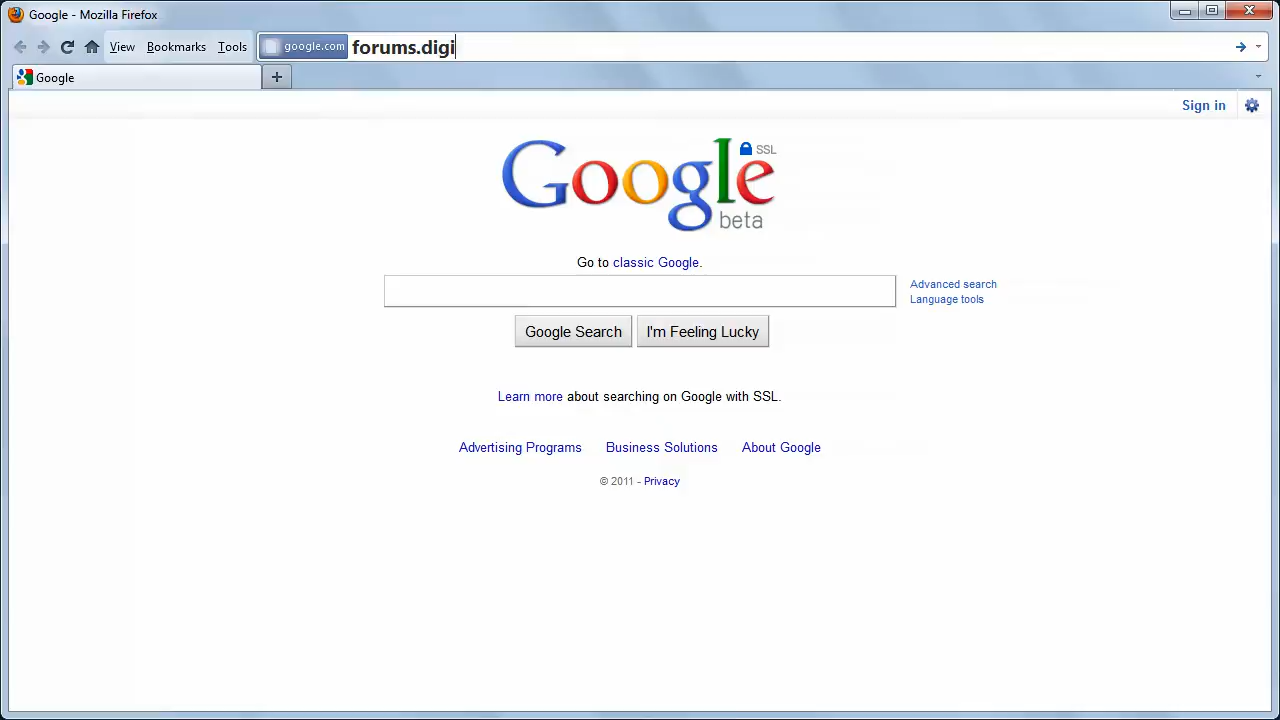 Google - Mozilla Firefox
View Bookmarks Tools google.com forums.digi
Google
Sign in
Google SSL
beta
Go to classic Google.
Advanced search
Language tools
Google Search I'm Feeling Lucky
Learn more about searching on Google with SSL.
Advertising Programs Business Solutions About Google
© 2011 - Privacy